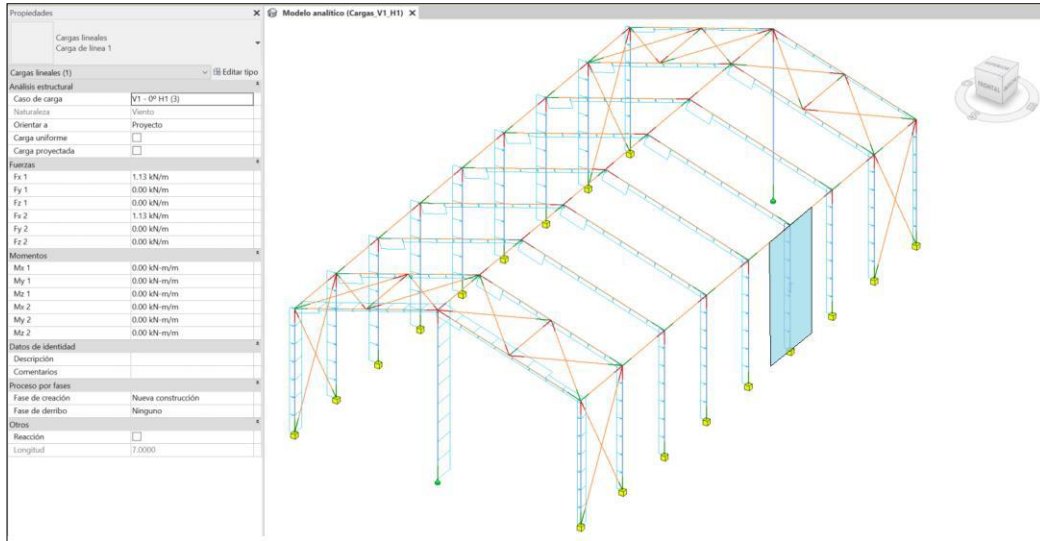 Propiedades
Modelo analítico (Cargas_V1_H1)
Cargas lineales
Carga de línea 1
Cargas lineales (1) Editar tipo
Análisis estructural
Caso de carga V1 - 0º H1 (3)
Naturaleza Viento
Orientar a Proyecto
Carga uniforme
Carga proyectada
Fuerzas
Fx 1 1.13 kN/m
Fy 1 0.00 kN/m
Fz 1 0.00 kN/m
Fx 2 1.13 kN/m
Fy 2 0.00 kN/m
Fz 2 0.00 kN/m
Momentos
Mx 1 0.00 kN-m/m
My 1 0.00 kN-m/m
Mz 1 0.00 kN-m/m
Mx 2 0.00 kN-m/m
My 2 0.00 kN-m/m
Mz 2 0.00 kN-m/m
Datos de identidad
Descripción
Comentarios
Proceso por fases
Fase de creación Nueva construcción
Fase de derribo Ninguno
Otros
Reacción
Longitud 7.0000
FRONTAL